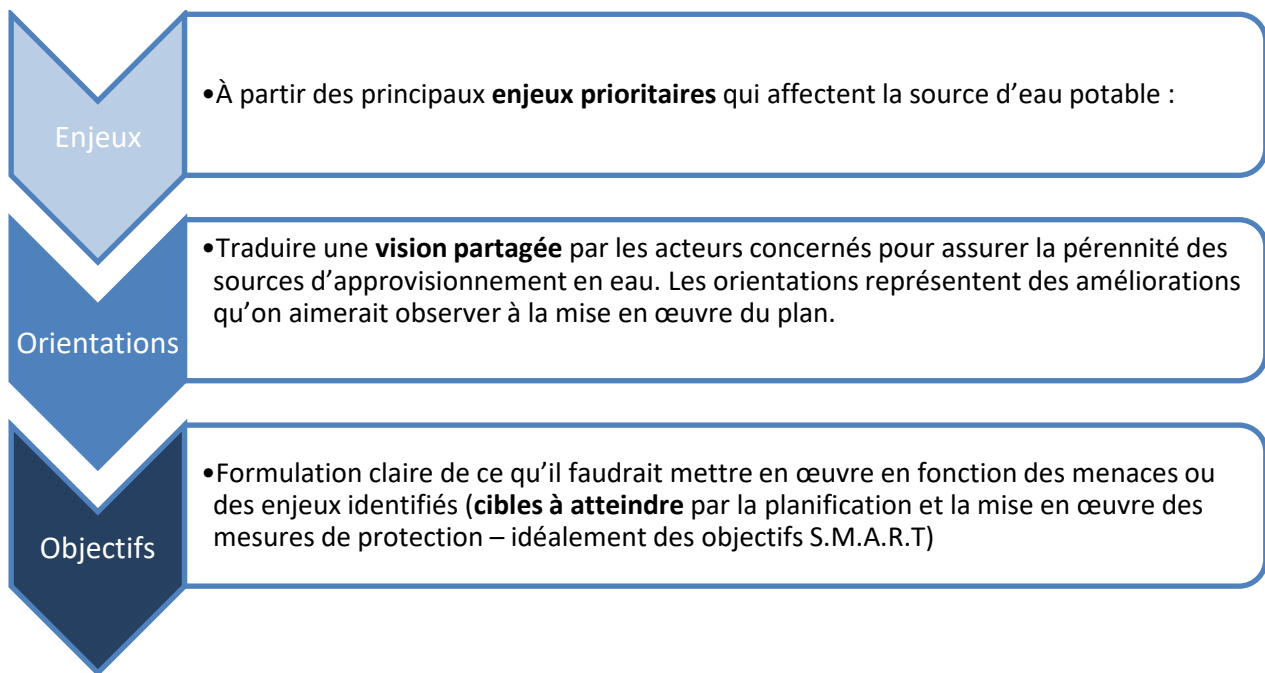 Enjeux
•À partir des principaux enjeux prioritaires qui affectent la source d’eau potable :
Orientations
•Traduire une vision partagée par les acteurs concernés pour assurer la pérennité des
sources d’approvisionnement en eau. Les orientations représentent des améliorations
qu’on aimerait observer à la mise en œuvre du plan.
Objectifs
•Formulation claire de ce qu’il faudrait mettre en œuvre en fonction des menaces ou
des enjeux identifiés (cibles à atteindre par la planification et la mise en œuvre des
mesures de protection – idéalement des objectifs S.M.A.R.T)